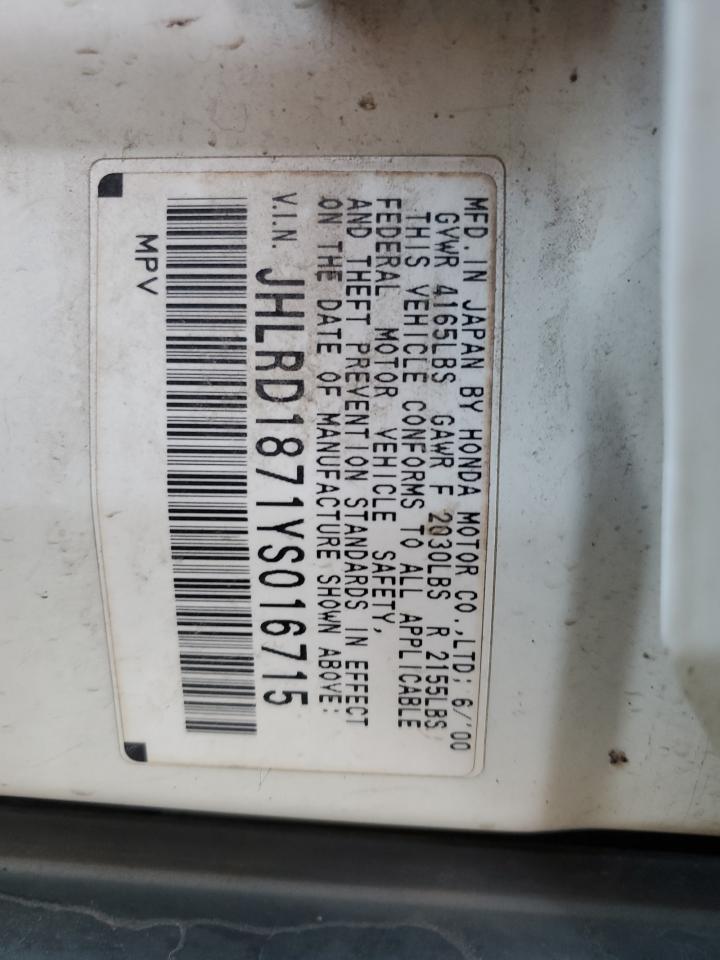 MFD. IN JAPAN BY HONDA MOTOR CO.,LTD; 6/'00
GVWR 4165LBS GAWR F 2030LBS R 2155LBS
THIS VEHICLE CONFORMS TO ALL APPLICABLE
FEDERAL MOTOR VEHICLE SAFETY,
AND THEFT PREVENTION STANDARDS IN EFFECT
ON THE DATE OF MANUFACTURE SHOWN ABOVE:
V.I.N. JHLRD1871YS016715
MPV